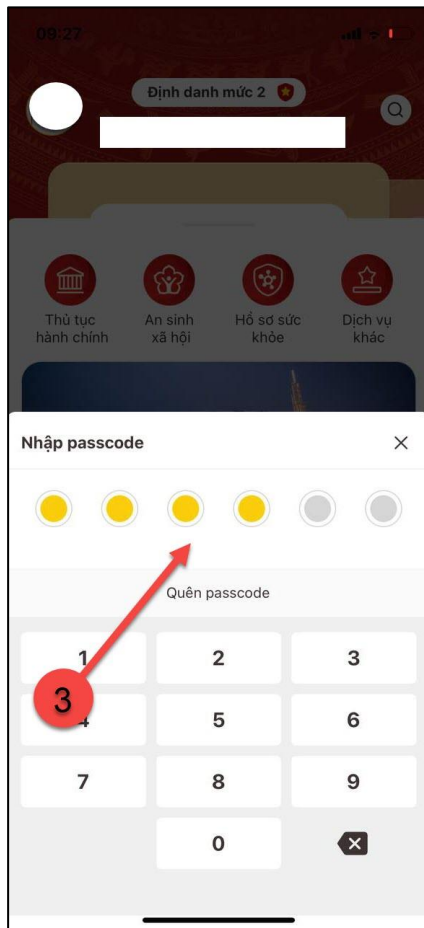 09:27
Định danh mức 2
Thủ tục hành chính
An sinh xã hội
Hồ sơ sức khỏe
Dịch vụ khác
Nhập passcode
Quên passcode
1 2 3
3
4 5 6
7 8 9
0